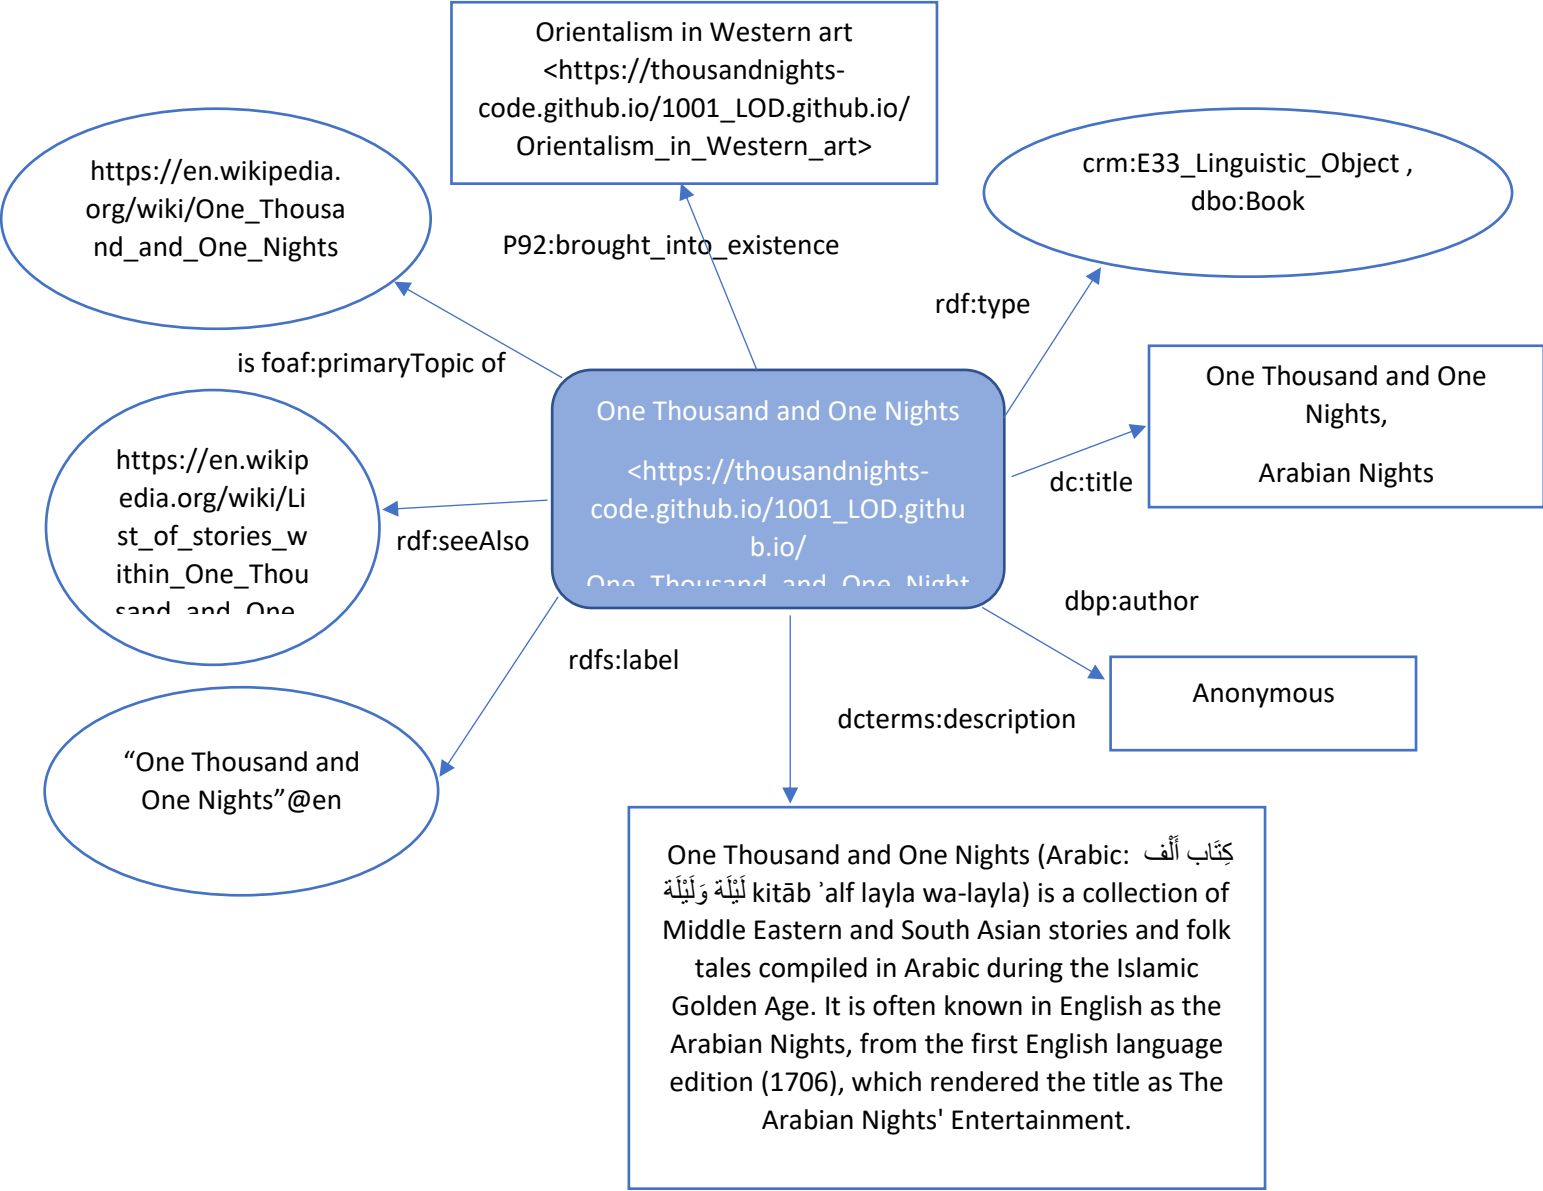 Orientalism in Western art
<https://thousandnights-
code.github.io/1001_LOD.github.io/
Orientalism_in_Western_art>
https://en.wikipedia.
org/wiki/One_Thousa
nd_and_One_Nights
crm:E33_Linguistic_Object ,
dbo:Book
P92:brought_into_existence
rdf:type
is foaf:primaryTopic of
One Thousand and One
Nights,
Arabian Nights
dc:title
One Thousand and One Nights
<https://thousandnights-
code.github.io/1001_LOD.githu
b.io/
One_Thousand_and_One_Night
https://en.wikip
edia.org/wiki/Li
st_of_stories_w
ithin_One_Thou
sand_and_One_
rdf:seeAlso
dbp:author
rdfs:label
Anonymous
dcterms:description
“One Thousand and
One Nights”@en
One Thousand and One Nights (Arabic: كِتَاب أَلْف
لَيْلَة وَلَيْلَة kitāb ʾalf layla wa-layla) is a collection of
Middle Eastern and South Asian stories and folk
tales compiled in Arabic during the Islamic
Golden Age. It is often known in English as the
Arabian Nights, from the first English language
edition (1706), which rendered the title as The
Arabian Nights' Entertainment.